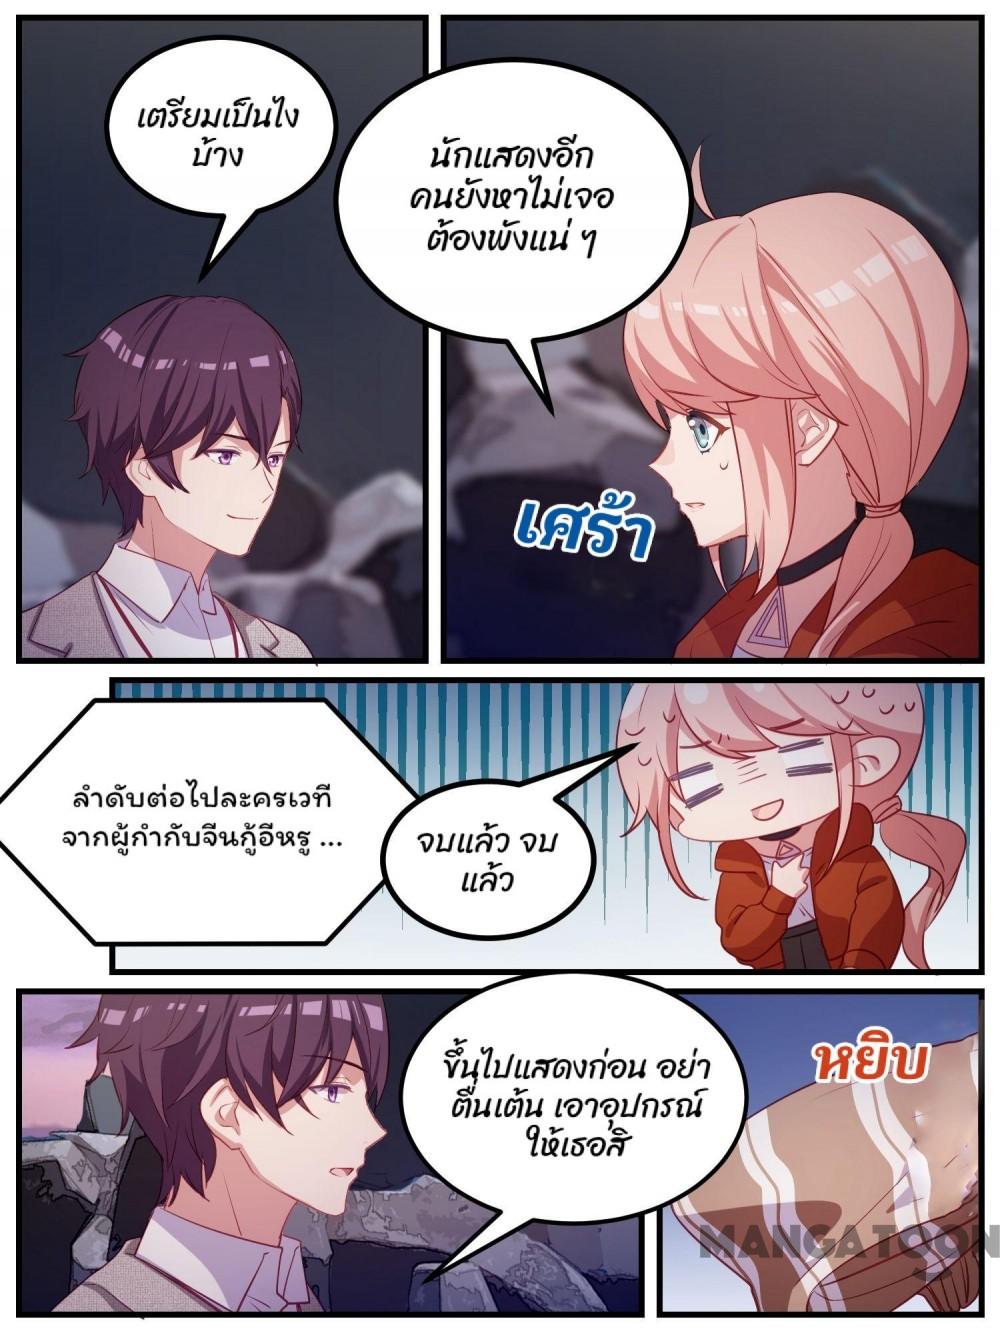 เตรียมเป็นไง
บ้าง
นักแสดงอีก
คนยังหาไม่เจอ
ต้องพังแน่ ๆ
เศร้า
ลำดับต่อไปละครเวที
จากผู้กำกับจีนกู้อีหรู ...
จบแล้ว จบ
แล้ว
ขึ้นไปแสดงก่อน อย่า
ตื่นเต้น เอาอุปกรณ์
ให้เธอสิ
หยิบ
MANGATOON